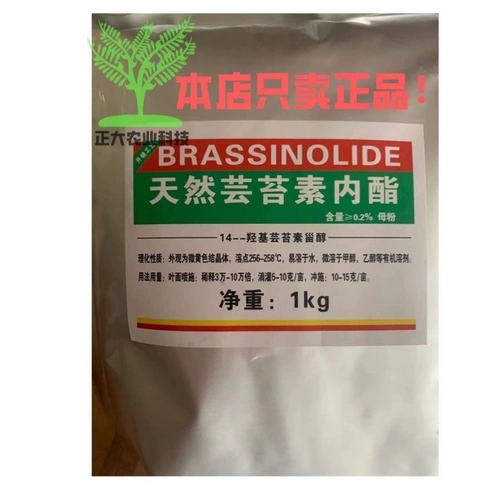 本店只卖正品!
正大农业科技
BRASSINOLIDE
天然芸苔素内酯
含量≥0.2% 母粉
14--羟基芸苔素甾醇
理化性质:外观为微黄色结晶体,溶点256-258℃,易溶于水,微溶于甲醇,乙醇等有机溶剂。
用法用量:叶面喷施:稀释3万-10万倍,滴灌5-10克/亩,冲施:10-15克/亩。
净重:1kg